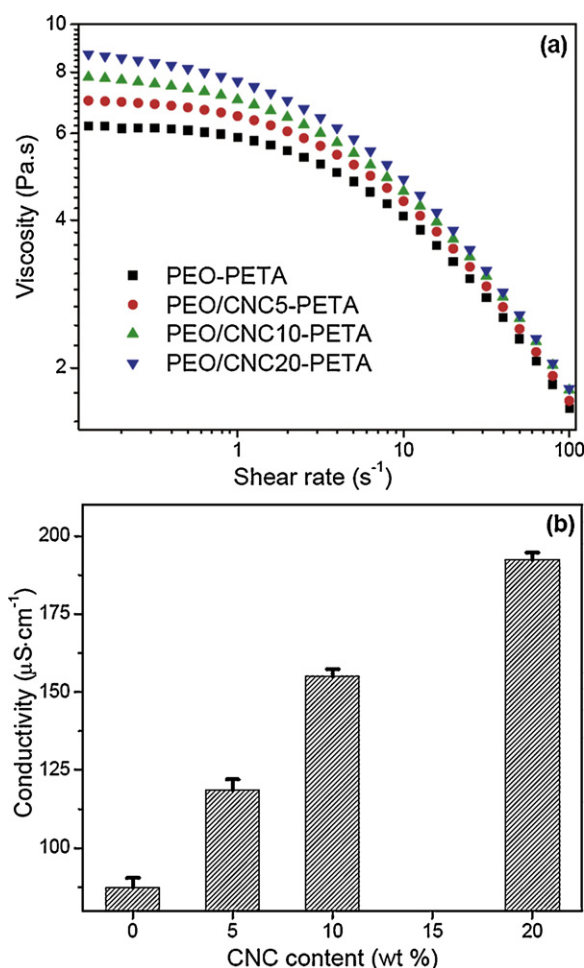 (a)
10
8
6
4
2
Viscosity (Pa.s)
PEO-PETA
PEO/CNC5-PETA
PEO/CNC10-PETA
PEO/CNC20-PETA
1 10 100
Shear rate (s⁻¹)
(b)
200
175
150
125
100
Conductivity (μS·cm⁻¹)
0 5 10 15 20
CNC content (wt %)